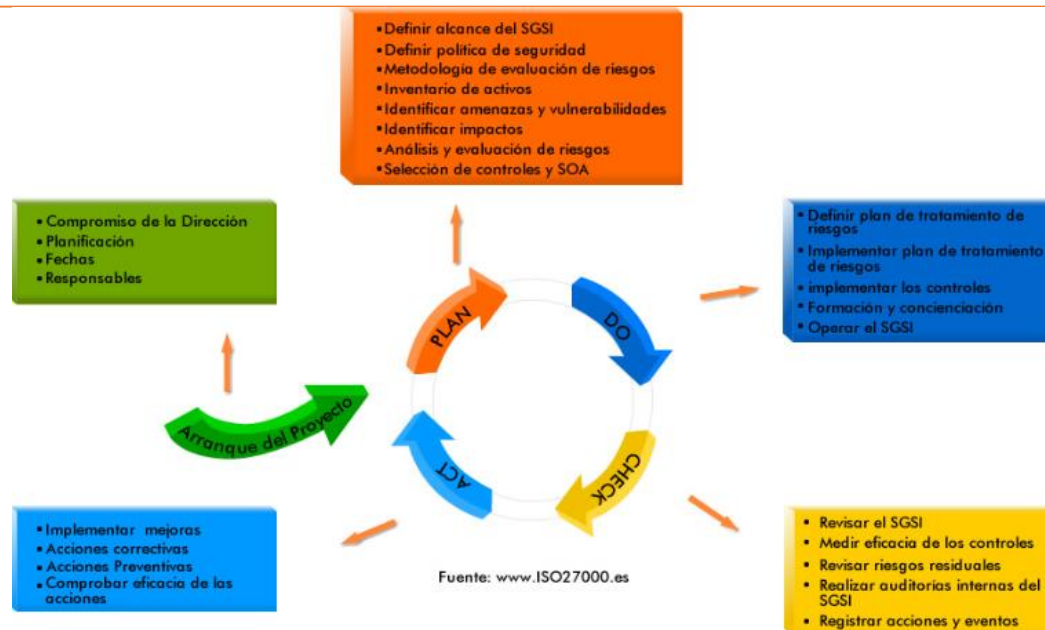 ▪ Definir alcance del SGSI
▪ Definir política de seguridad
▪ Metodología de evaluación de riesgos
▪ Inventario de activos
▪ Identificar amenazas y vulnerabilidades
▪ Identificar impactos
▪ Análisis y evaluación de riesgos
▪ Selección de controles y SOA
▪ Compromiso de la Dirección
▪ Planificación
▪ Fechas
▪ Responsables
▪ Definir plan de tratamiento de
riesgos
▪ Implementar plan de tratamiento
de riesgos
▪ implementar los controles
▪ Formación y concienciación
▪ Operar el SGSI
PLAN
DO
Arranque del Proyecto
ACT
CHECK
▪ Implementar mejoras
▪ Acciones correctivas
▪ Acciones Preventivas
▪ Comprobar eficacia de las
acciones
Fuente: www.ISO27000.es
▪ Revisar el SGSI
▪ Medir eficacia de los controles
▪ Revisar riesgos residuales
▪ Realizar auditorías internas del
SGSI
▪ Registrar acciones y eventos